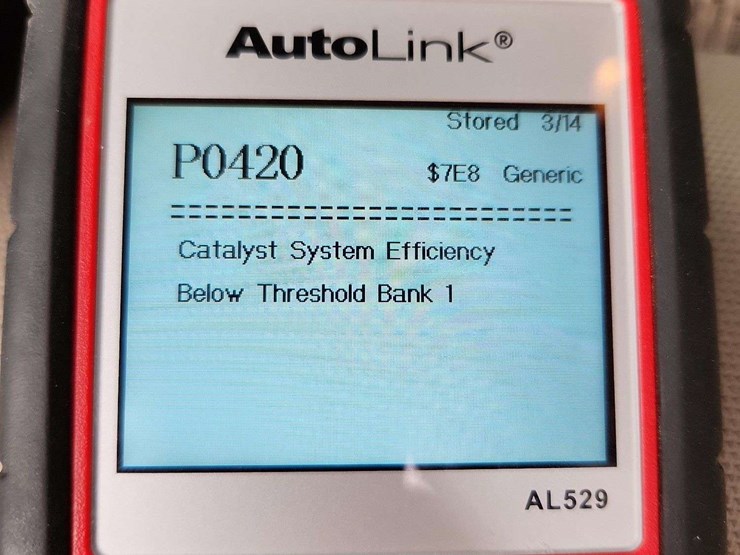 AutoLink®
Stored 3/14
P0420 $7E8 Generic
=========================
Catalyst System Efficiency
Below Threshold Bank 1
AL529